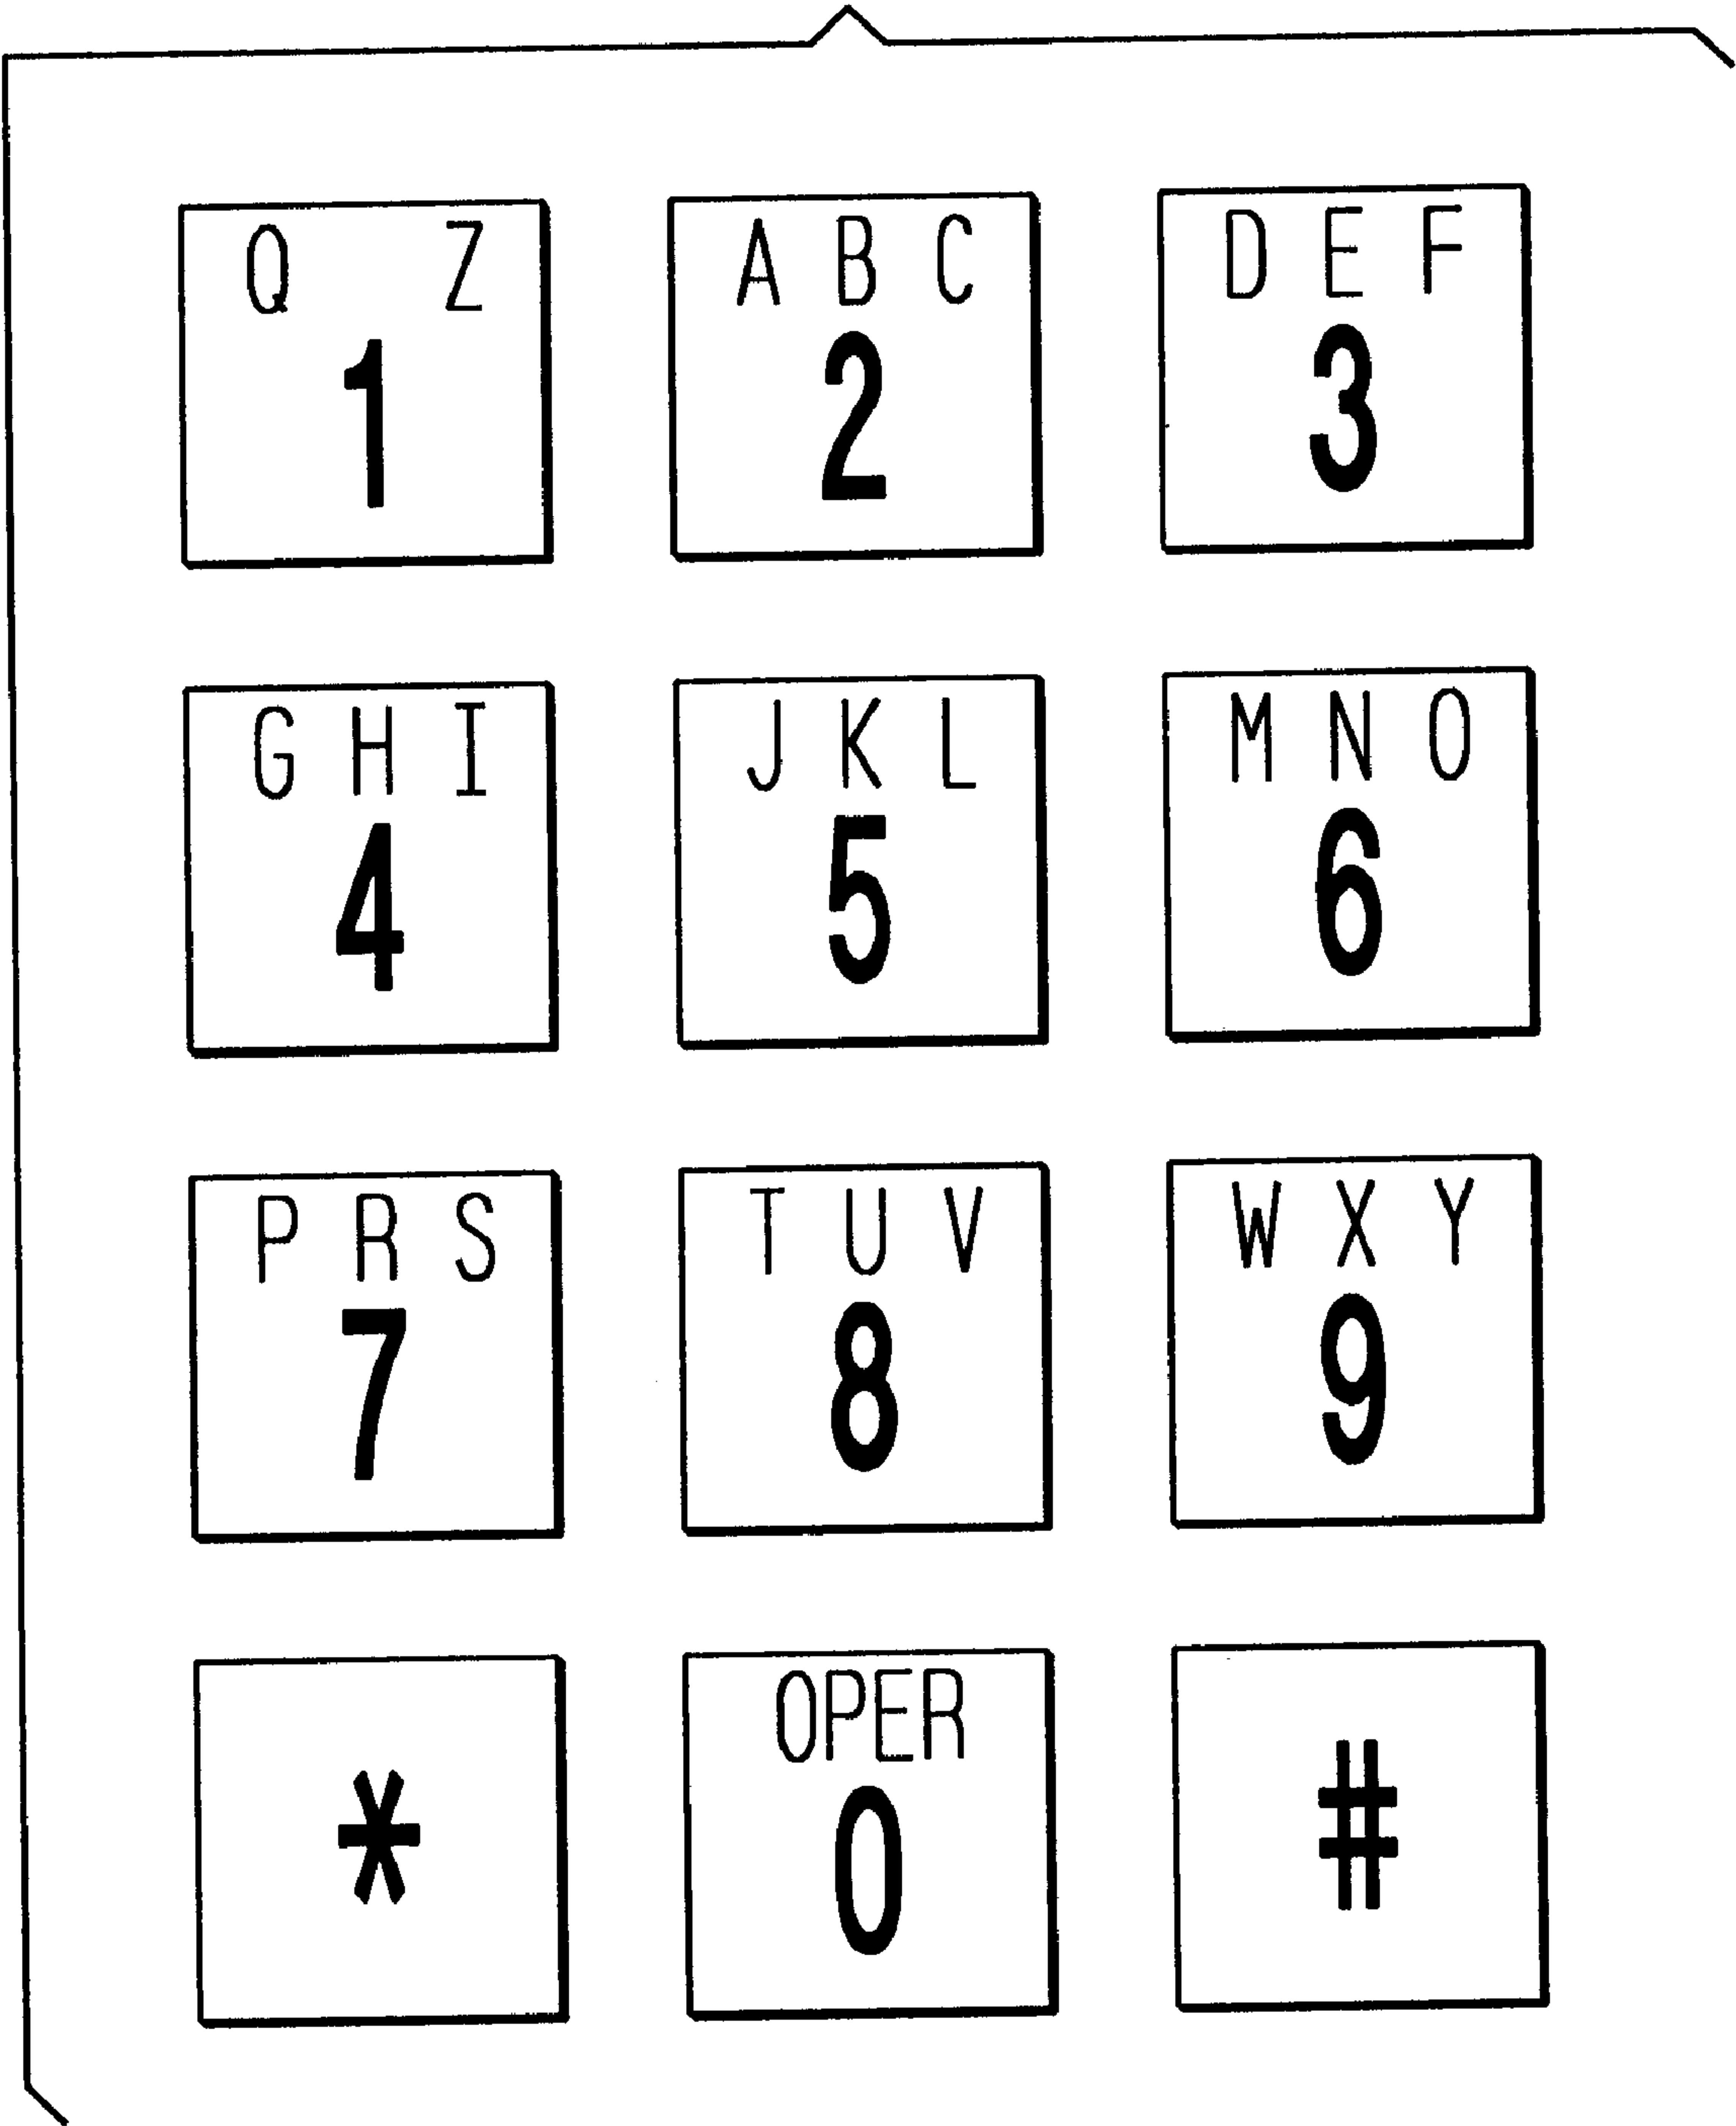 Q Z A B C D E F
1 2 3
G H I J K L M N O
4 5 6
P R S T U V W X Y
7 8 9
OPER
* 0 #